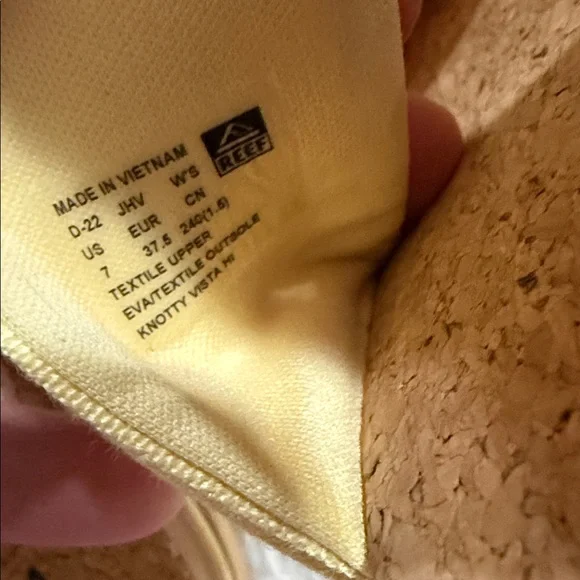 REEF
MADE IN VIETNAM
D-22 JHV W'S
US EUR CN
7 37.5 240(1.5)
TEXTILE UPPER
EVA/TEXTILE OUTSOLE
KNOTTY VISTA HI